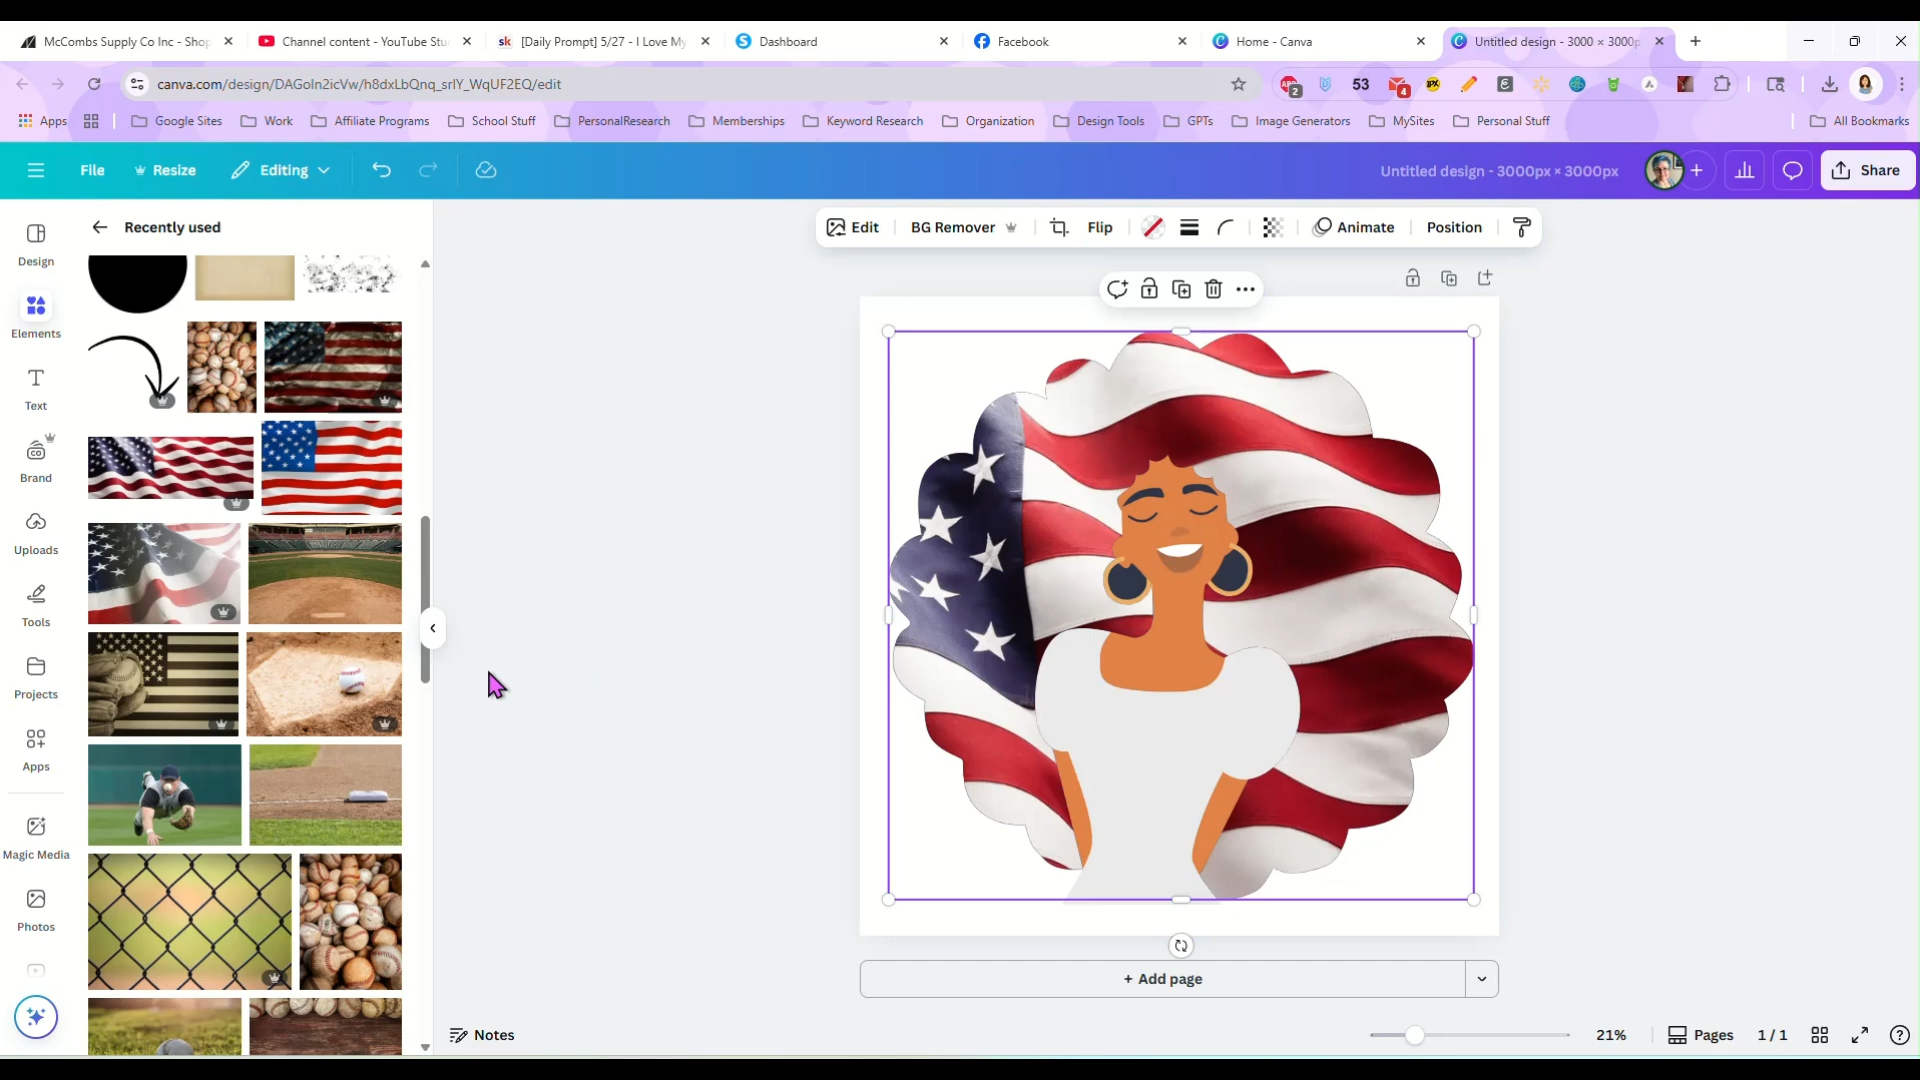 McCombs Supply Co Inc - Shop
Channel content - YouTube Stu
sk [Daily Prompt] 5/27 - I Love My
Dashboard
Facebook
Home - Canva
Untitled design - 3000 × 3000p
canva.com/design/DAGoln2icVw/h8dxLbQnq_srlY_WqUF2EQ/edit
2
53
4
Apps
Google Sites
Work
Affiliate Programs
School Stuff
PersonalResearch
Memberships
Keyword Research
Organization
Design Tools
GPTs
Image Generators
MySites
Personal Stuff
All Bookmarks
File
Resize
Editing
Untitled design - 3000px × 3000px
Share
Design
Elements
Text
Brand
Uploads
Tools
Projects
Apps
Magic Media
Photos
Recently used
Edit
BG Remover
Flip
Animate
Position
+ Add page
Notes
21%
Pages
1 / 1